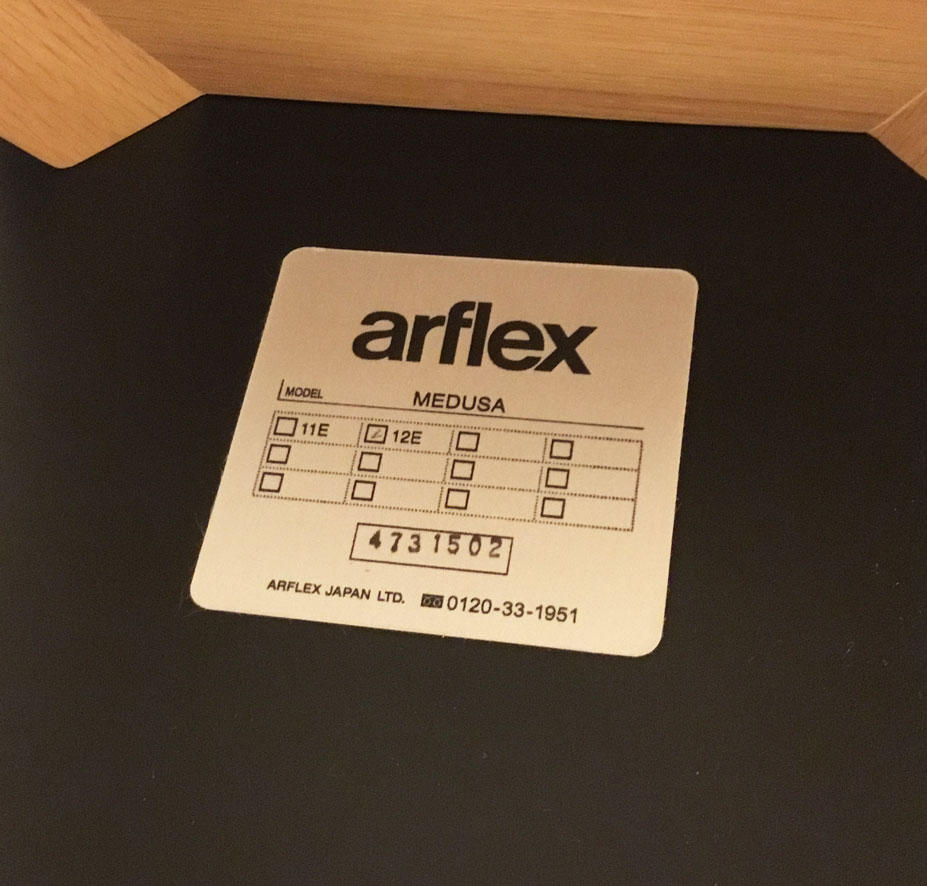 arflex
MODEL MEDUSA
11E 12E
4731502
ARFLEX JAPAN LTD. 0120-33-1951